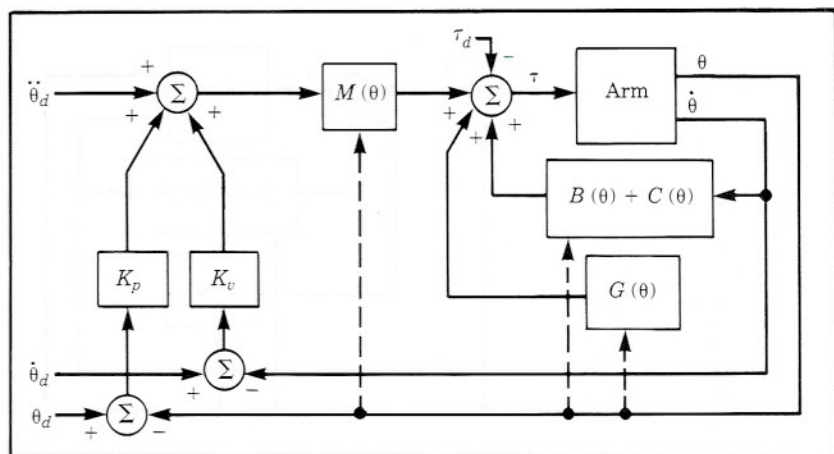 τ_d
−
θ
+
+
+
θ̈_d
Σ
M (θ)
+
Σ
+
+
τ
Arm
θ̇
B (θ) + C (θ)
K_p
K_v
G (θ)
θ̇_d
+
Σ
−
θ_d
+
Σ
−